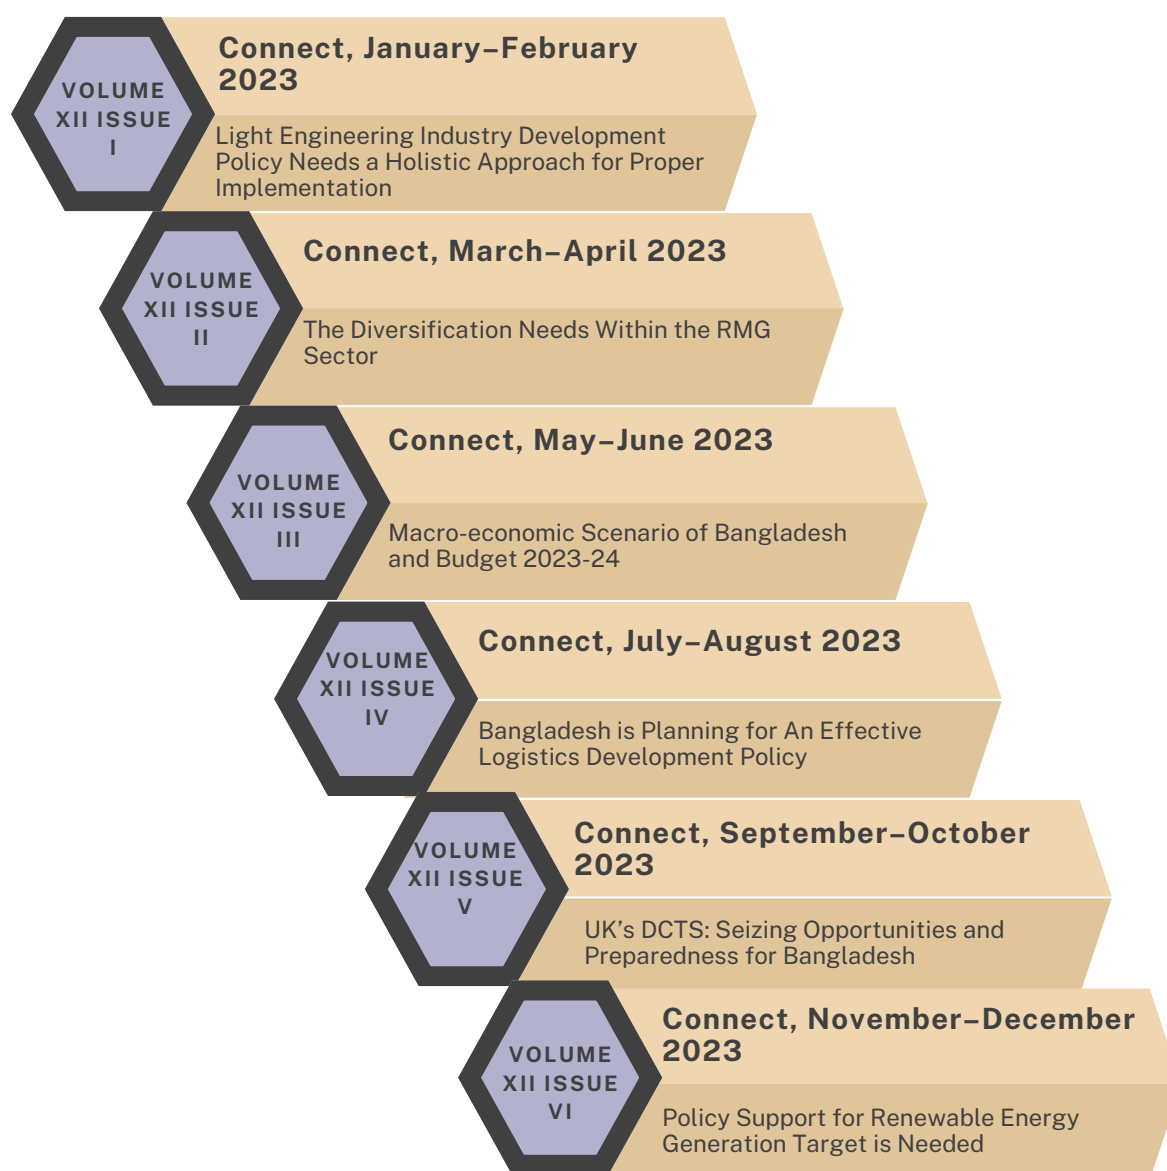 VOLUME
XII ISSUE
I
Connect, January–February
2023
Light Engineering Industry Development
Policy Needs a Holistic Approach for Proper
Implementation
VOLUME
XII ISSUE
II
Connect, March–April 2023
The Diversification Needs Within the RMG
Sector
VOLUME
XII ISSUE
III
Connect, May–June 2023
Macro-economic Scenario of Bangladesh
and Budget 2023-24
VOLUME
XII ISSUE
IV
Connect, July–August 2023
Bangladesh is Planning for An Effective
Logistics Development Policy
VOLUME
XII ISSUE
V
Connect, September–October
2023
UK’s DCTS: Seizing Opportunities and
Preparedness for Bangladesh
VOLUME
XII ISSUE
VI
Connect, November–December
2023
Policy Support for Renewable Energy
Generation Target is Needed